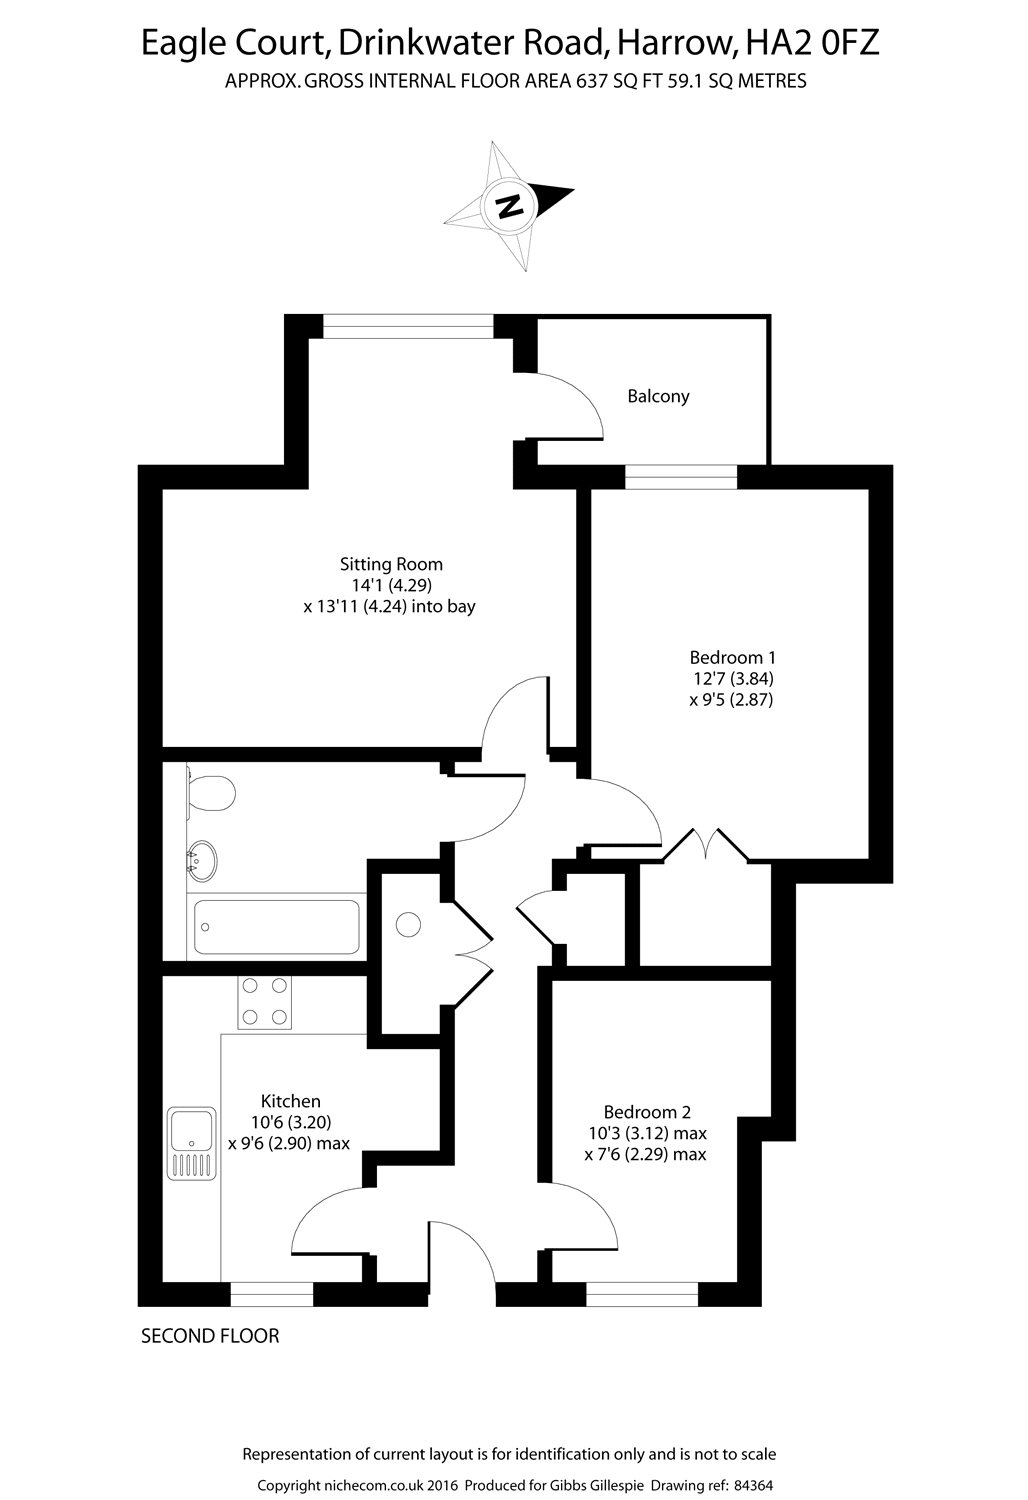 Eagle Court, Drinkwater Road, Harrow, HA2 0FZ
APPROX. GROSS INTERNAL FLOOR AREA 637 SQ FT 59.1 SQ METRES
N
Balcony
Sitting Room
14'1 (4.29)
x 13'11 (4.24) into bay
Bedroom 1
12'7 (3.84)
x 9'5 (2.87)
Kitchen
10'6 (3.20)
x 9'6 (2.90) max
Bedroom 2
10'3 (3.12) max
x 7'6 (2.29) max
SECOND FLOOR
Representation of current layout is for identification only and is not to scale
Copyright nichecom.co.uk 2016 Produced for Gibbs Gillespie Drawing ref: 84364